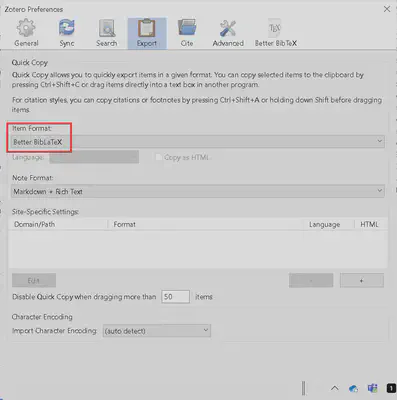 Zotero Preferences
General Sync Search Export Cite Advanced Better BibTeX
Quick Copy
Quick Copy allows you to quickly export items in a given format. You can copy selected items to the clipboard by
pressing Ctrl+Shift+C or drag items directly into a text box in another program.
For citation styles, you can copy citations or footnotes by pressing Ctrl+Shift+A or holding down Shift before dragging
items.
Item Format:
Better BibLaTeX
Language: Copy as HTML
Note Format:
Markdown + Rich Text
Site-Specific Settings:
Domain/Path Format Language HTML
Edit - +
Disable Quick Copy when dragging more than 50 items
Character Encoding
Import Character Encoding: (auto detect)